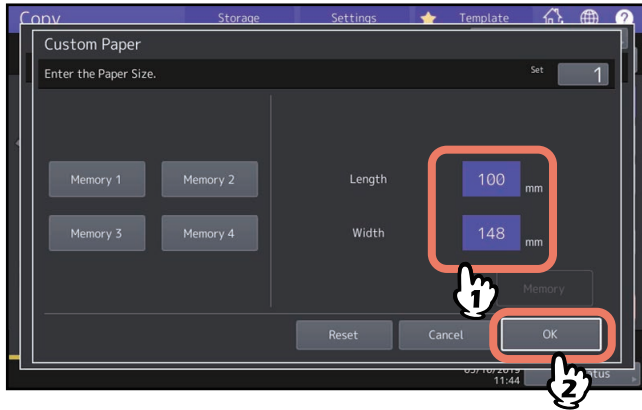 Copy
Storage
Settings
Template
?
Custom Paper
Enter the Paper Size.
Set
1
Memory 1
Memory 2
Length
100
mm
Memory 3
Memory 4
Width
148
mm
1
Memory
Reset
Cancel
OK
11:44
2